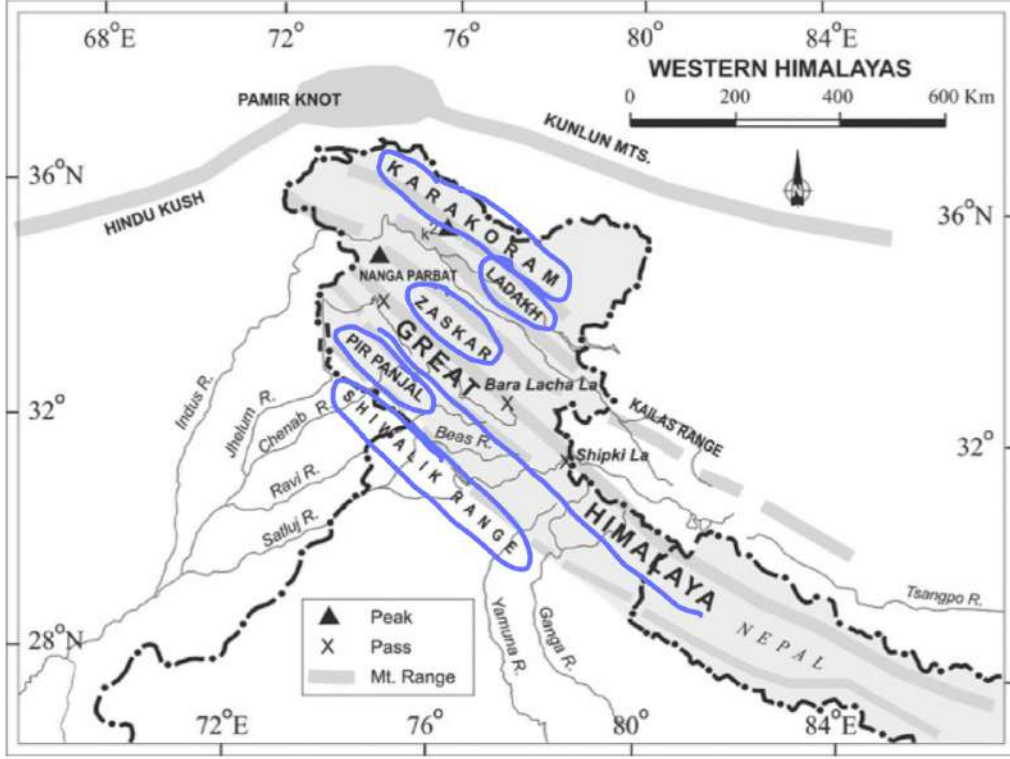 68°E
72°
76°
80°
84°E
WESTERN HIMALAYAS
0 200 400 600 Km
PAMIR KNOT
KUNLUN MTS.
HINDU KUSH
36°N
36°N
N
KARAKORAM
K2
NANGA PARBAT
LADAKH
ZASKAR
GREAT
PIR PANJAL
Bara Lacha La
32°
KAILAS RANGE
32°
SHIWALIK RANGE
Indus R.
Jhelum R.
Chenab R.
Beas R.
Shipki La
Ravi R.
Satluj R.
HIMALAYA
Tsangpo R.
NEPAL
Yamuna R.
Ganga R.
28°N
Peak
Pass
Mt. Range
72°E
76°
80°
84°E